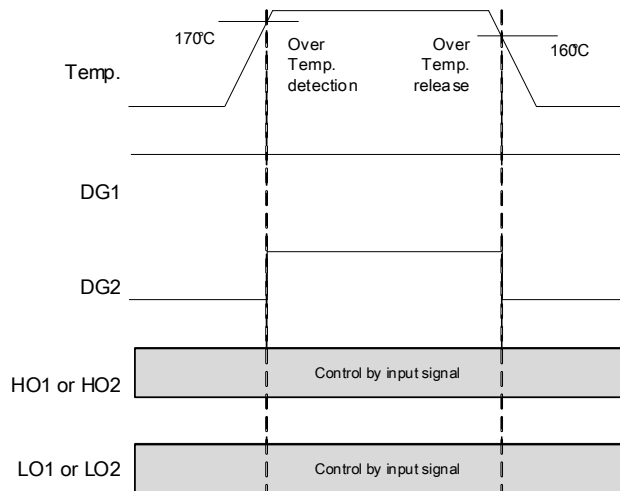 170°C
Over
Temp.
detection
Over
Temp.
release
160°C
Temp.
DG1
DG2
HO1 or HO2
Control by input signal
LO1 or LO2
Control by input signal